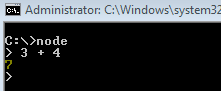 Administrator: C:\Windows\system32
C:\>node
> 3 + 4
7
>